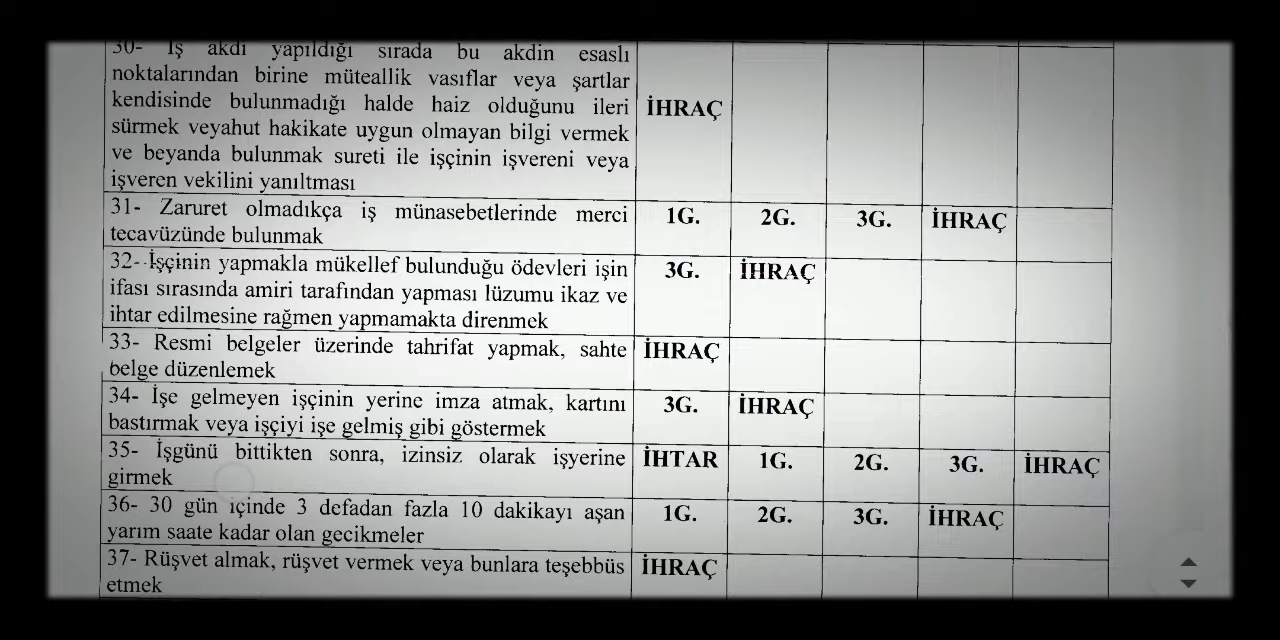 30- İş akdi yapıldığı sırada bu akdin esaslı
noktalarından birine müteallik vasıflar veya şartlar
kendisinde bulunmadığı halde haiz olduğunu ileri
sürmek veyahut hakikate uygun olmayan bilgi vermek
ve beyanda bulunmak sureti ile işçinin işvereni veya
işveren vekilini yanıltması
İHRAÇ
31- Zaruret olmadıkça iş münasebetlerinde merci
tecavüzünde bulunmak
1G. 2G. 3G. İHRAÇ
32- İşçinin yapmakla mükellef bulunduğu ödevleri işin
ifası sırasında amiri tarafından yapması lüzumu ikaz ve
ihtar edilmesine rağmen yapmamakta direnmek
3G. İHRAÇ
33- Resmi belgeler üzerinde tahrifat yapmak, sahte
belge düzenlemek
İHRAÇ
34- İşe gelmeyen işçinin yerine imza atmak, kartını
bastırmak veya işçiyi işe gelmiş gibi göstermek
3G. İHRAÇ
35- İşgünü bittikten sonra, izinsiz olarak işyerine
girmek
İHTAR 1G. 2G. 3G. İHRAÇ
36- 30 gün içinde 3 defadan fazla 10 dakikayı aşan
yarım saate kadar olan gecikmeler
1G. 2G. 3G. İHRAÇ
37- Rüşvet almak, rüşvet vermek veya bunlara teşebbüs
etmek
İHRAÇ